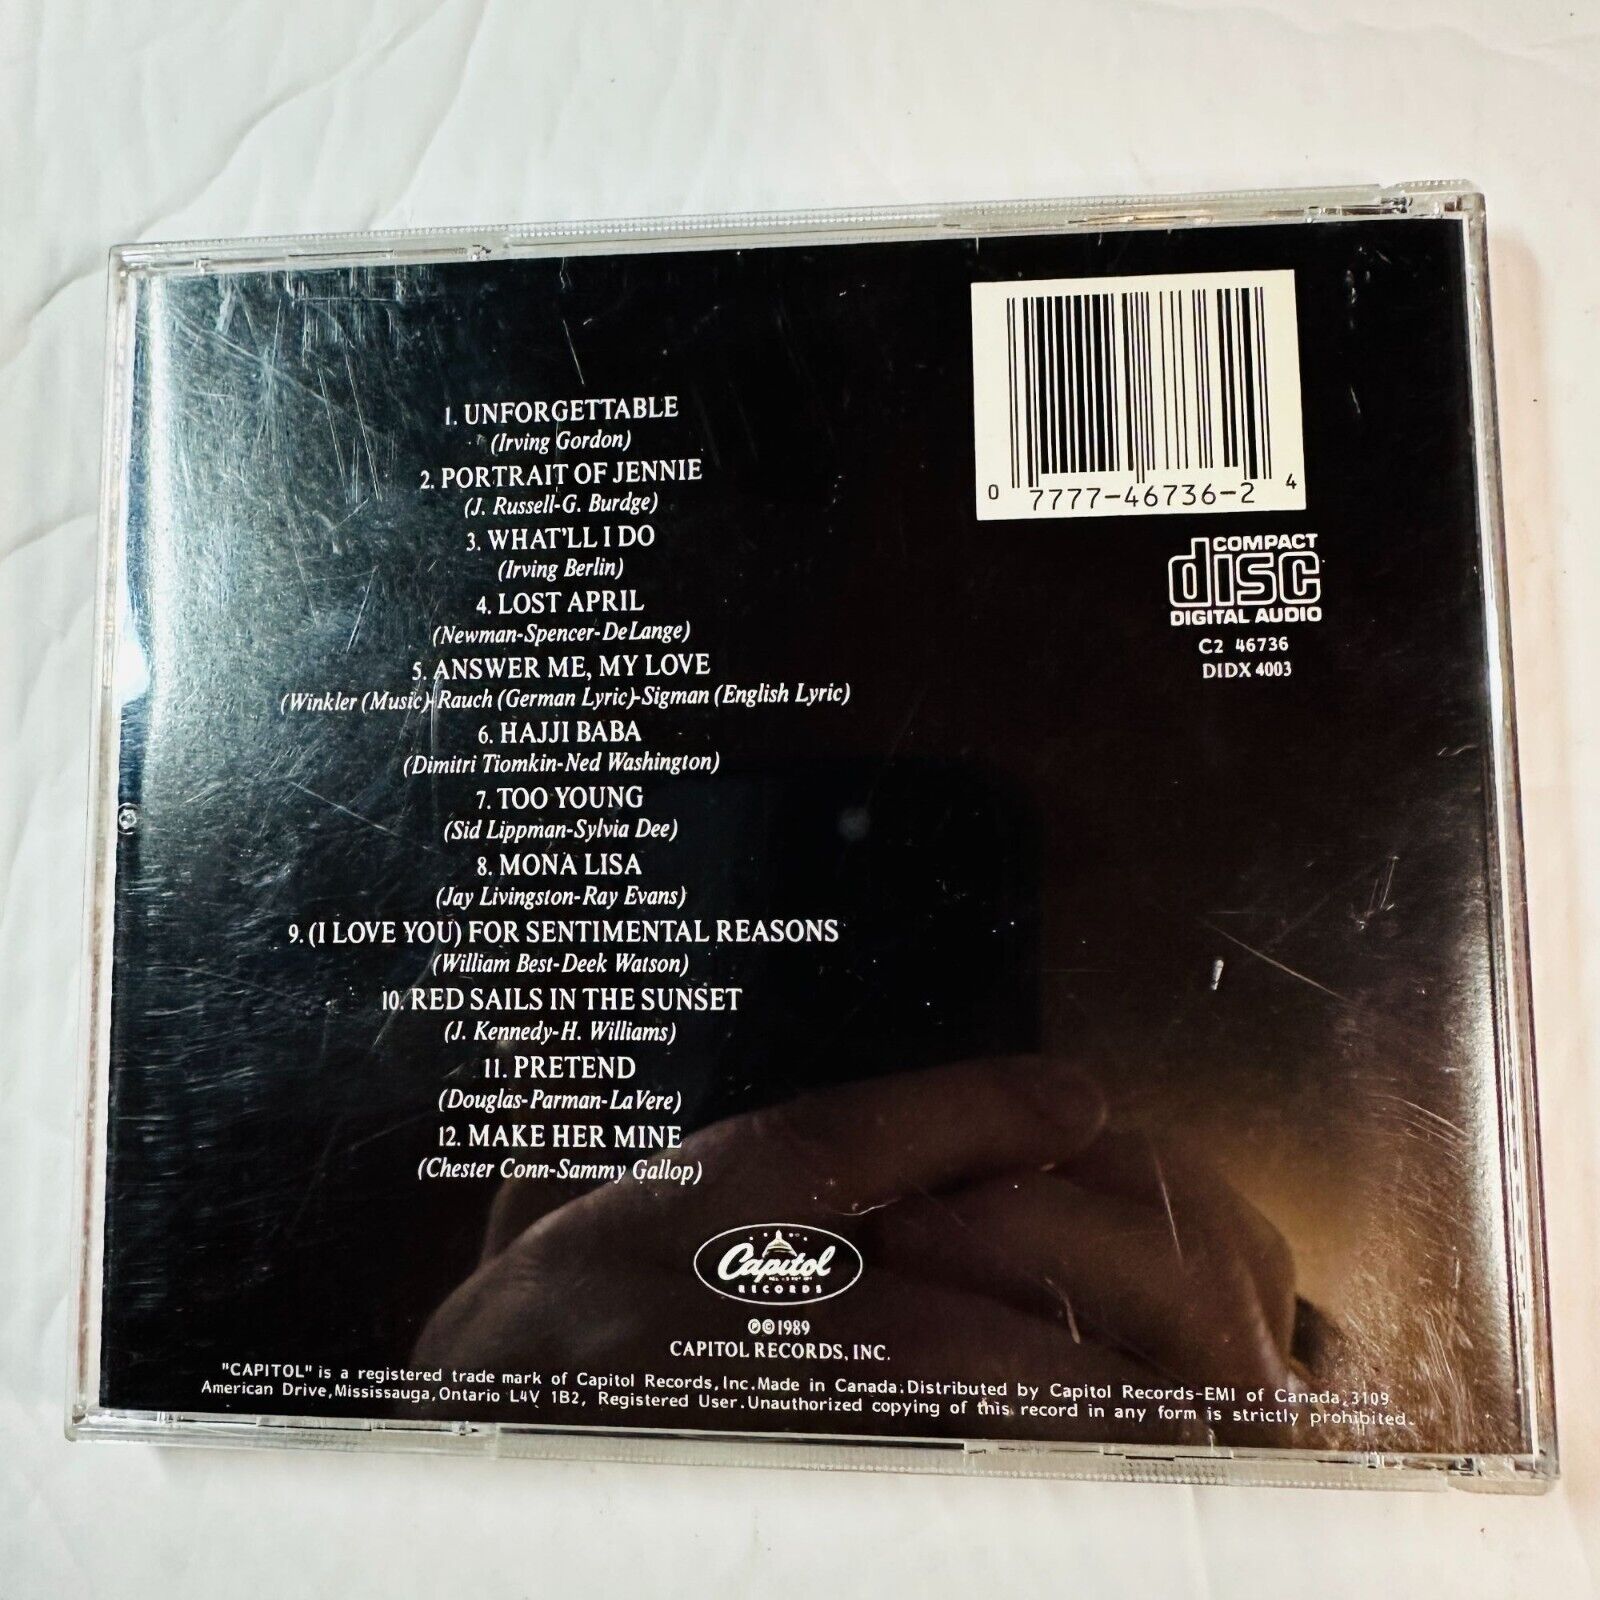 1. UNFORGETTABLE
(Irving Gordon)
2. PORTRAIT OF JENNIE
(J. Russell-G. Burdge)
3. WHAT'LL I DO
(Irving Berlin)
4. LOST APRIL
(Newman-Spencer-DeLange)
5. ANSWER ME, MY LOVE
(Winkler (Music)-Rauch (German Lyric)-Sigman (English Lyric)
6. HAJJI BABA
(Dimitri Tiomkin-Ned Washington)
7. TOO YOUNG
(Sid Lippman-Sylvia Dee)
8. MONA LISA
(Jay Livingston-Ray Evans)
9. (I LOVE YOU) FOR SENTIMENTAL REASONS
(William Best-Deek Watson)
10. RED SAILS IN THE SUNSET
(J. Kennedy-H. Williams)
11. PRETEND
(Douglas-Parman-LaVere)
12. MAKE HER MINE
(Chester Conn-Sammy Gallop)
0 7777-46736-2 4
COMPACT
disc
DIGITAL AUDIO
C2 46736
DIDX 4003
Capitol
RECORDS
℗©1989
CAPITOL RECORDS, INC.
"CAPITOL" is a registered trade mark of Capitol Records, Inc. Made in Canada. Distributed by Capitol Records-EMI of Canada, 3109
American Drive, Mississauga, Ontario L4V 1B2, Registered User. Unauthorized copying of this record in any form is strictly prohibited.